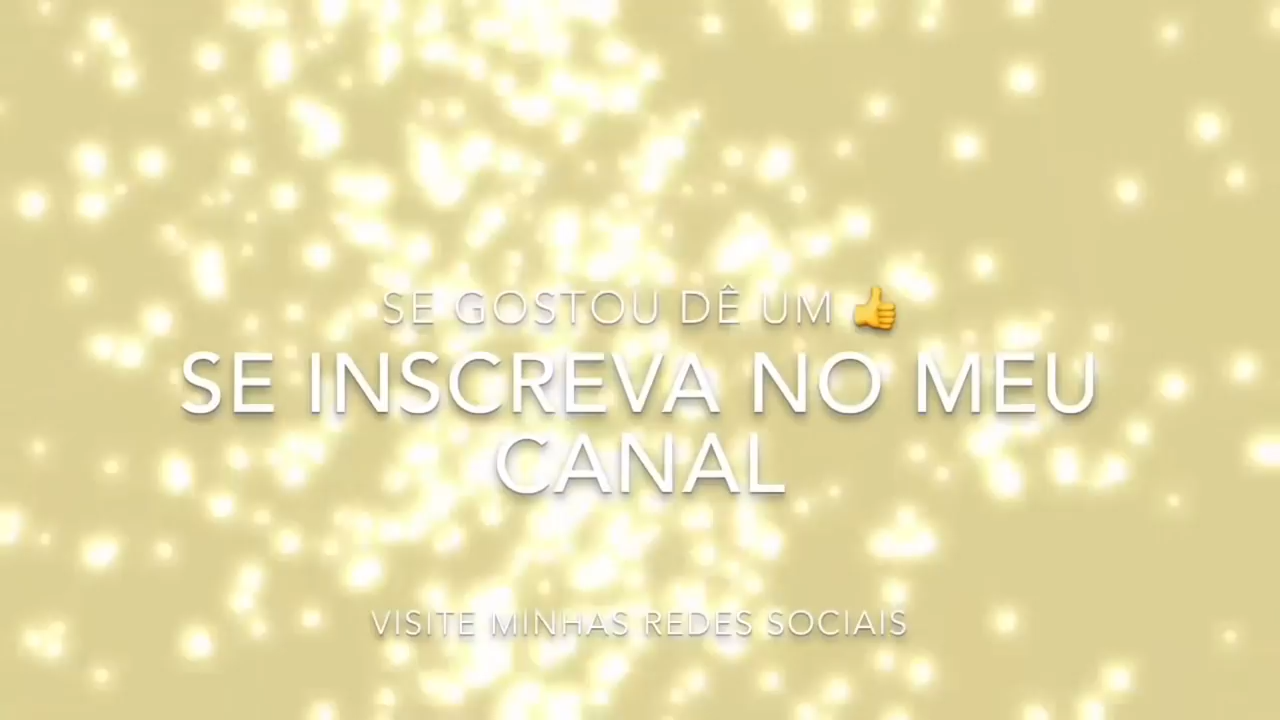 SE GOSTOU DÊ UM 👍
SE INSCREVA NO MEU
CANAL
VISITE MINHAS REDES SOCIAIS